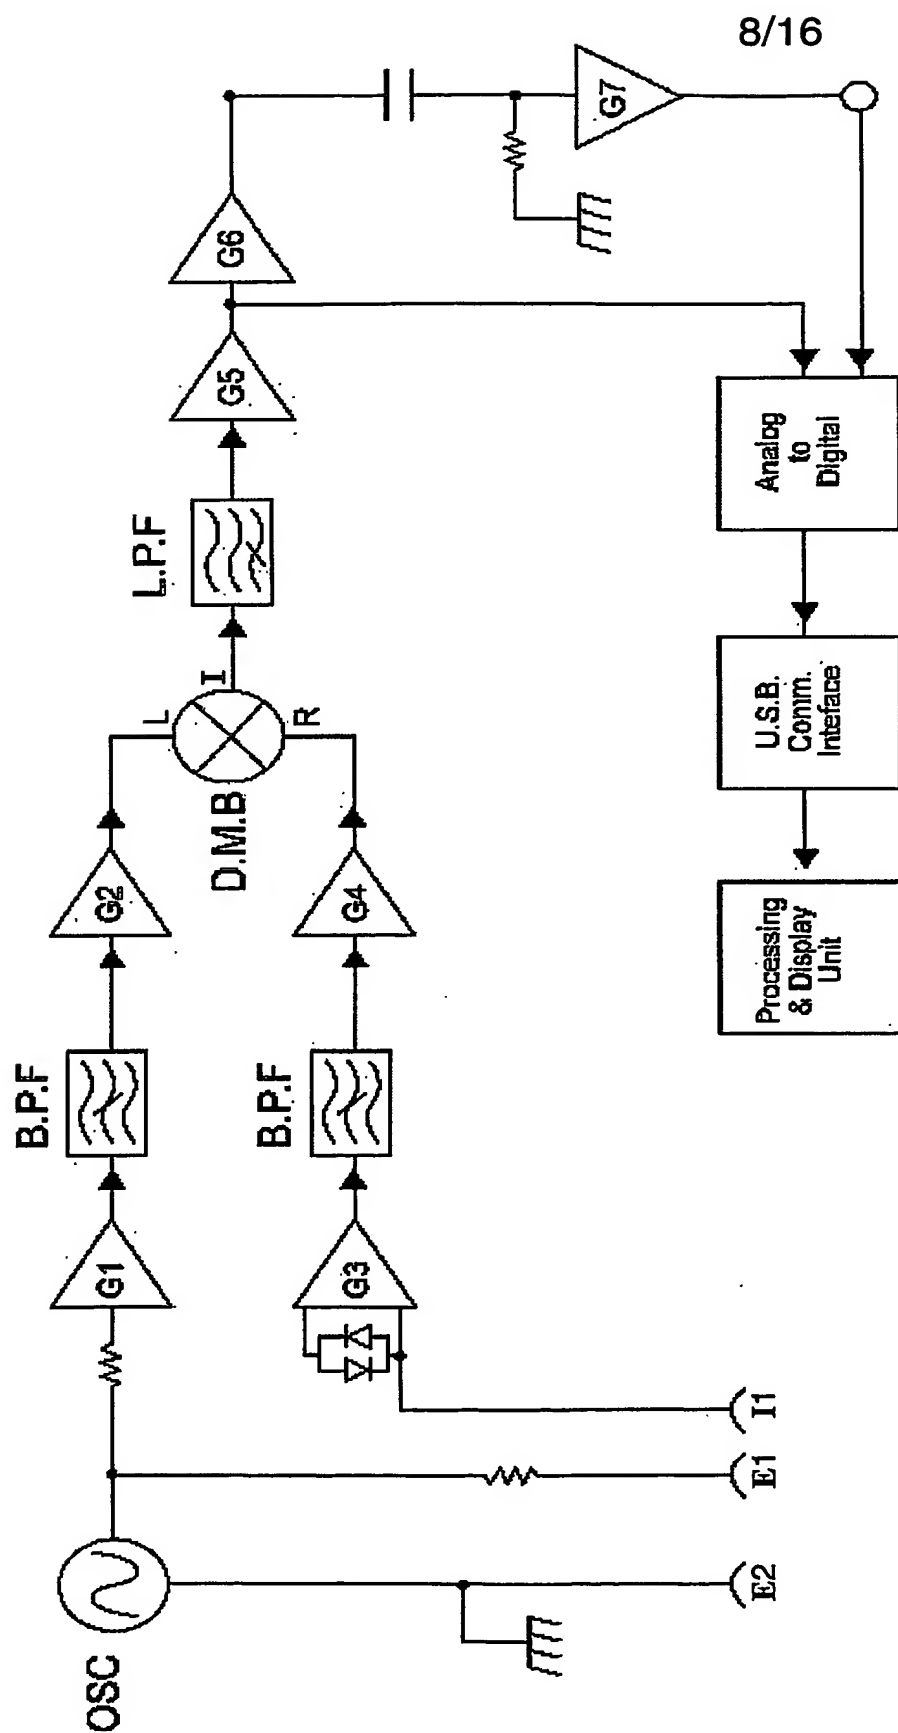 8/16
OSC
G1
B.P.F
G2
L
I
R
D.M.B
L.P.F
G5
G6
G7
G3
B.P.F
G4
E2
E1
I1
Analog
to
Digital
U.S.B.
Comm.
Inteface
Processing
& Display
Unit